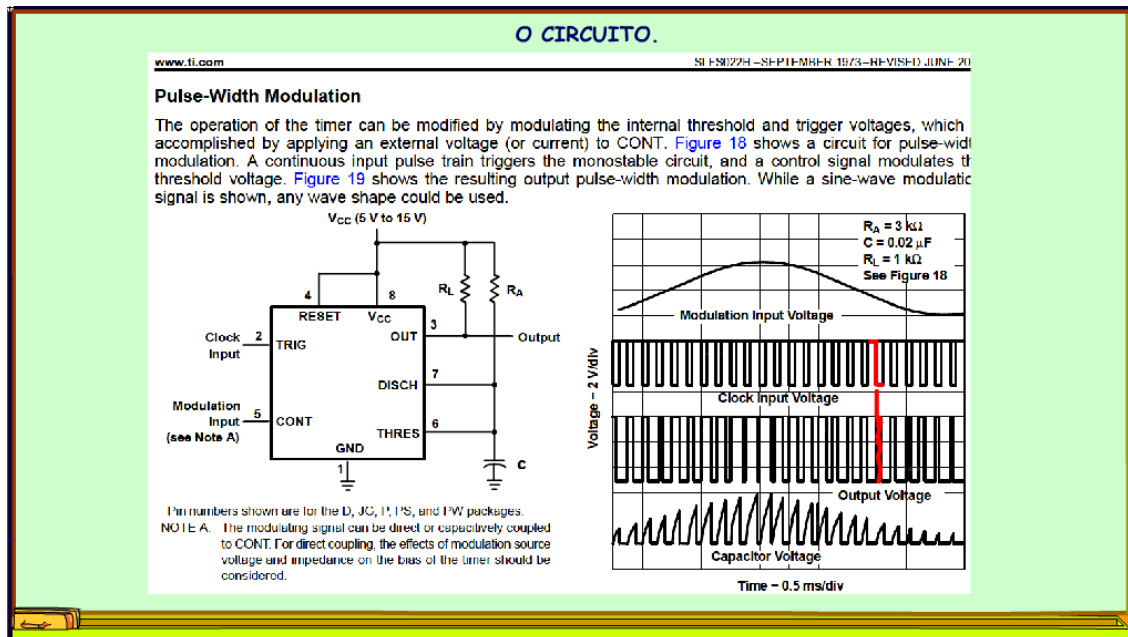 O CIRCUITO.
www.ti.com
SLFS022H–SEPTEMBER 1973–REVISED JUNE 20
Pulse-Width Modulation
The operation of the timer can be modified by modulating the internal threshold and trigger voltages, which
accomplished by applying an external voltage (or current) to CONT. Figure 18 shows a circuit for pulse-widt
modulation. A continuous input pulse train triggers the monostable circuit, and a control signal modulates th
threshold voltage. Figure 19 shows the resulting output pulse-width modulation. While a sine-wave modulatio
signal is shown, any wave shape could be used.
VCC (5 V to 15 V)
RL
RA
4
8
RESET
VCC
3
OUT
Output
Clock
Input
2
TRIG
7
DISCH
Modulation
Input
(see Note A)
5
CONT
6
THRES
GND
1
C
Pin numbers shown are for the D, JG, P, PS, and PW packages.
NOTE A: The modulating signal can be direct or capacitively coupled
to CONT. For direct coupling, the effects of modulation source
voltage and impedance on the bias of the timer should be
considered.
RA = 3 kΩ
C = 0.02 μF
RL = 1 kΩ
See Figure 18
Modulation Input Voltage
Voltage – 2 V/div
Clock Input Voltage
Output Voltage
Capacitor Voltage
Time – 0.5 ms/div